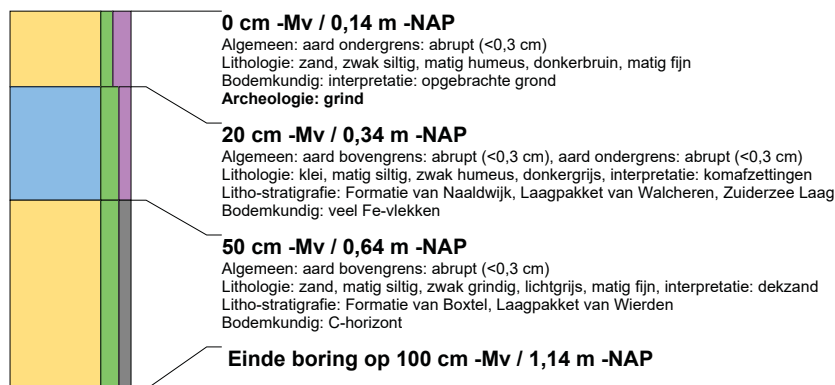 0 cm -Mv / 0,14 m -NAP
Algemeen: aard ondergrens: abrupt (<0,3 cm)
Lithologie: zand, zwak siltig, matig humeus, donkerbruin, matig fijn
Bodemkundig: interpretatie: opgebrachte grond
Archeologie: grind
20 cm -Mv / 0,34 m -NAP
Algemeen: aard bovengrens: abrupt (<0,3 cm), aard ondergrens: abrupt (<0,3 cm)
Lithologie: klei, matig siltig, zwak humeus, donkergrijs, interpretatie: komafzettingen
Litho-stratigrafie: Formatie van Naaldwijk, Laagpakket van Walcheren, Zuiderzee Laag
Bodemkundig: veel Fe-vlekken
50 cm -Mv / 0,64 m -NAP
Algemeen: aard bovengrens: abrupt (<0,3 cm)
Lithologie: zand, matig siltig, zwak grindig, lichtgrijs, matig fijn, interpretatie: dekzand
Litho-stratigrafie: Formatie van Boxtel, Laagpakket van Wierden
Bodemkundig: C-horizont
Einde boring op 100 cm -Mv / 1,14 m -NAP